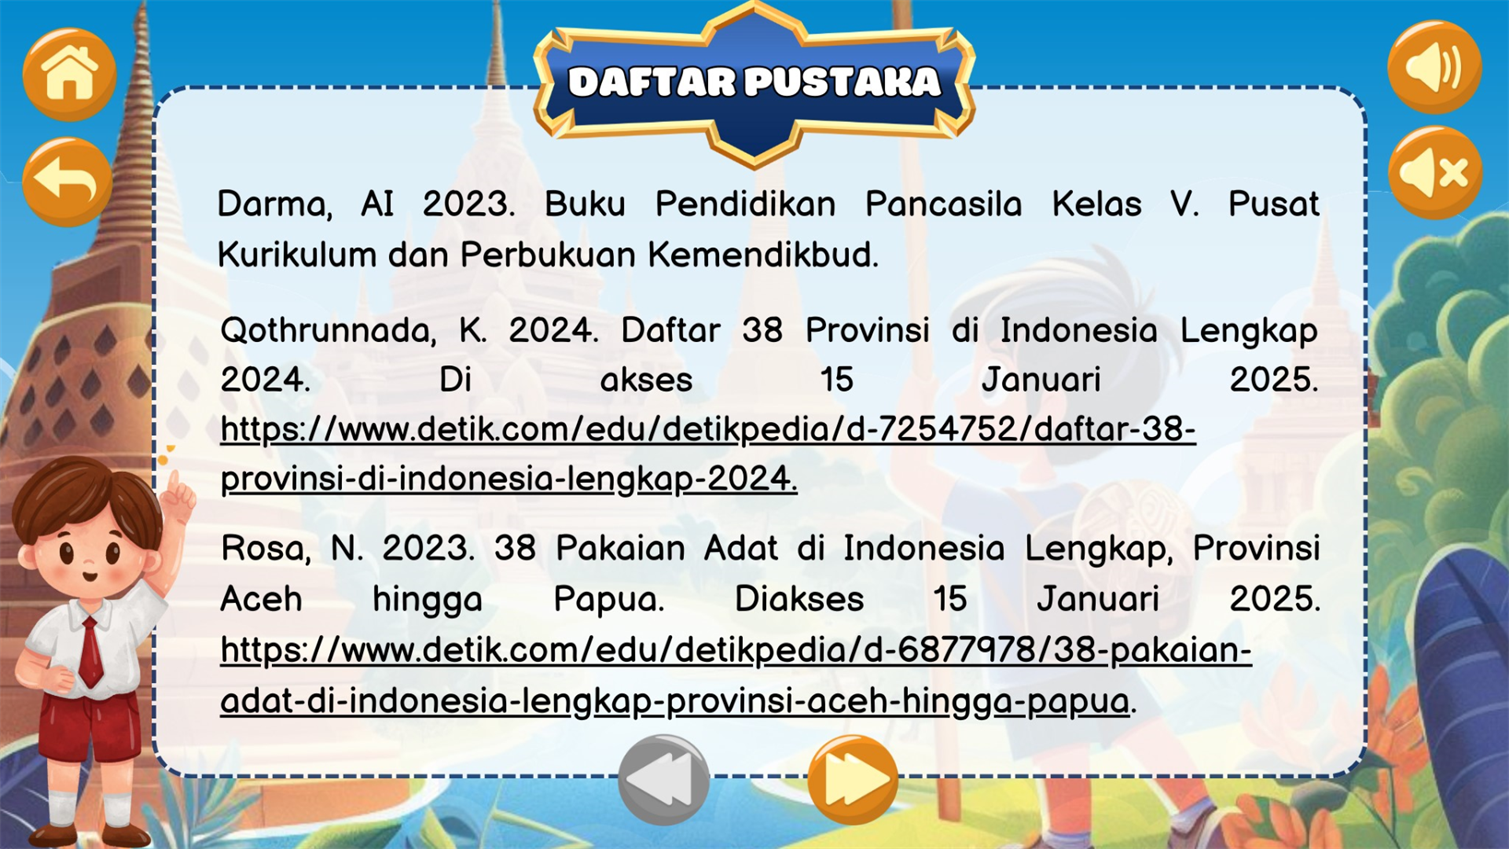 DAFTAR PUSTAKA
Darma, AI 2023. Buku Pendidikan Pancasila Kelas V. Pusat
Kurikulum dan Perbukuan Kemendikbud.
Qothrunnada, K. 2024. Daftar 38 Provinsi di Indonesia Lengkap
2024. Di akses 15 Januari 2025.
https://www.detik.com/edu/detikpedia/d-7254752/daftar-38-
provinsi-di-indonesia-lengkap-2024.
Rosa, N. 2023. 38 Pakaian Adat di Indonesia Lengkap, Provinsi
Aceh hingga Papua. Diakses 15 Januari 2025.
https://www.detik.com/edu/detikpedia/d-6877978/38-pakaian-
adat-di-indonesia-lengkap-provinsi-aceh-hingga-papua.